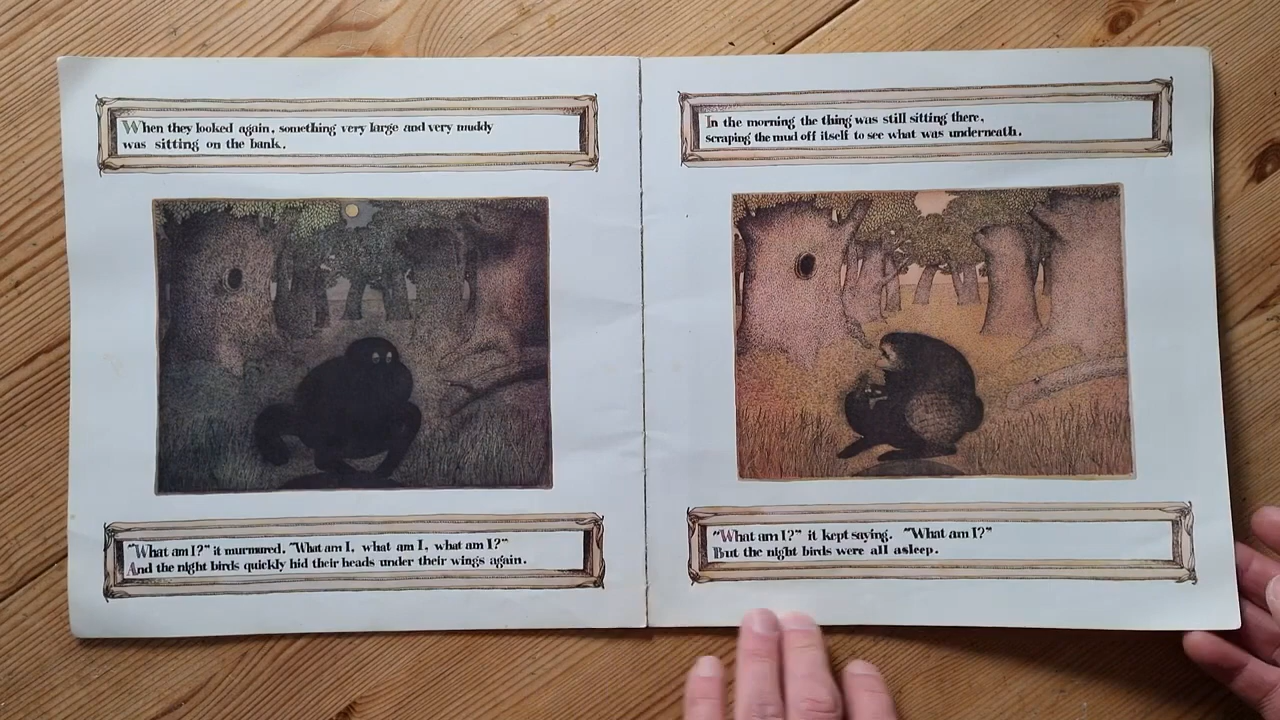 When they looked again, something very large and very muddy
was sitting on the bank.
"What am I?" it murmured. "What am I, what am I, what am I?"
And the night birds quickly hid their heads under their wings again.
In the morning the thing was still sitting there,
scraping the mud off itself to see what was underneath.
"What am I?" it kept saying. "What am I?"
But the night birds were all asleep.